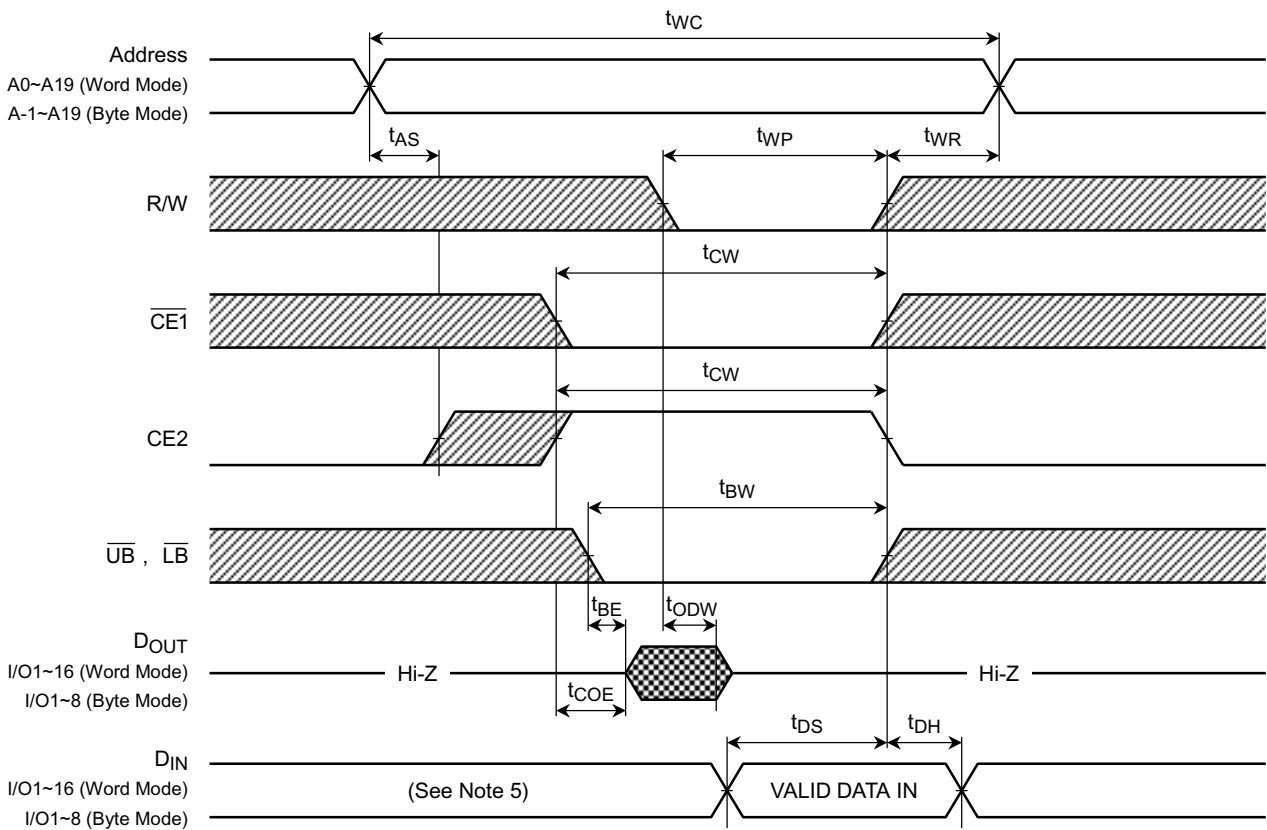 tWC
Address
A0~A19 (Word Mode)
A-1~A19 (Byte Mode)
tAS
tWP
tWR
R/W
tCW
CE1
tCW
CE2
tBW
UB , LB
tBE
tODW
DOUT
I/O1~16 (Word Mode)
Hi-Z
Hi-Z
I/O1~8 (Byte Mode)
tCOE
tDS
tDH
DIN
I/O1~16 (Word Mode)
(See Note 5)
VALID DATA IN
I/O1~8 (Byte Mode)